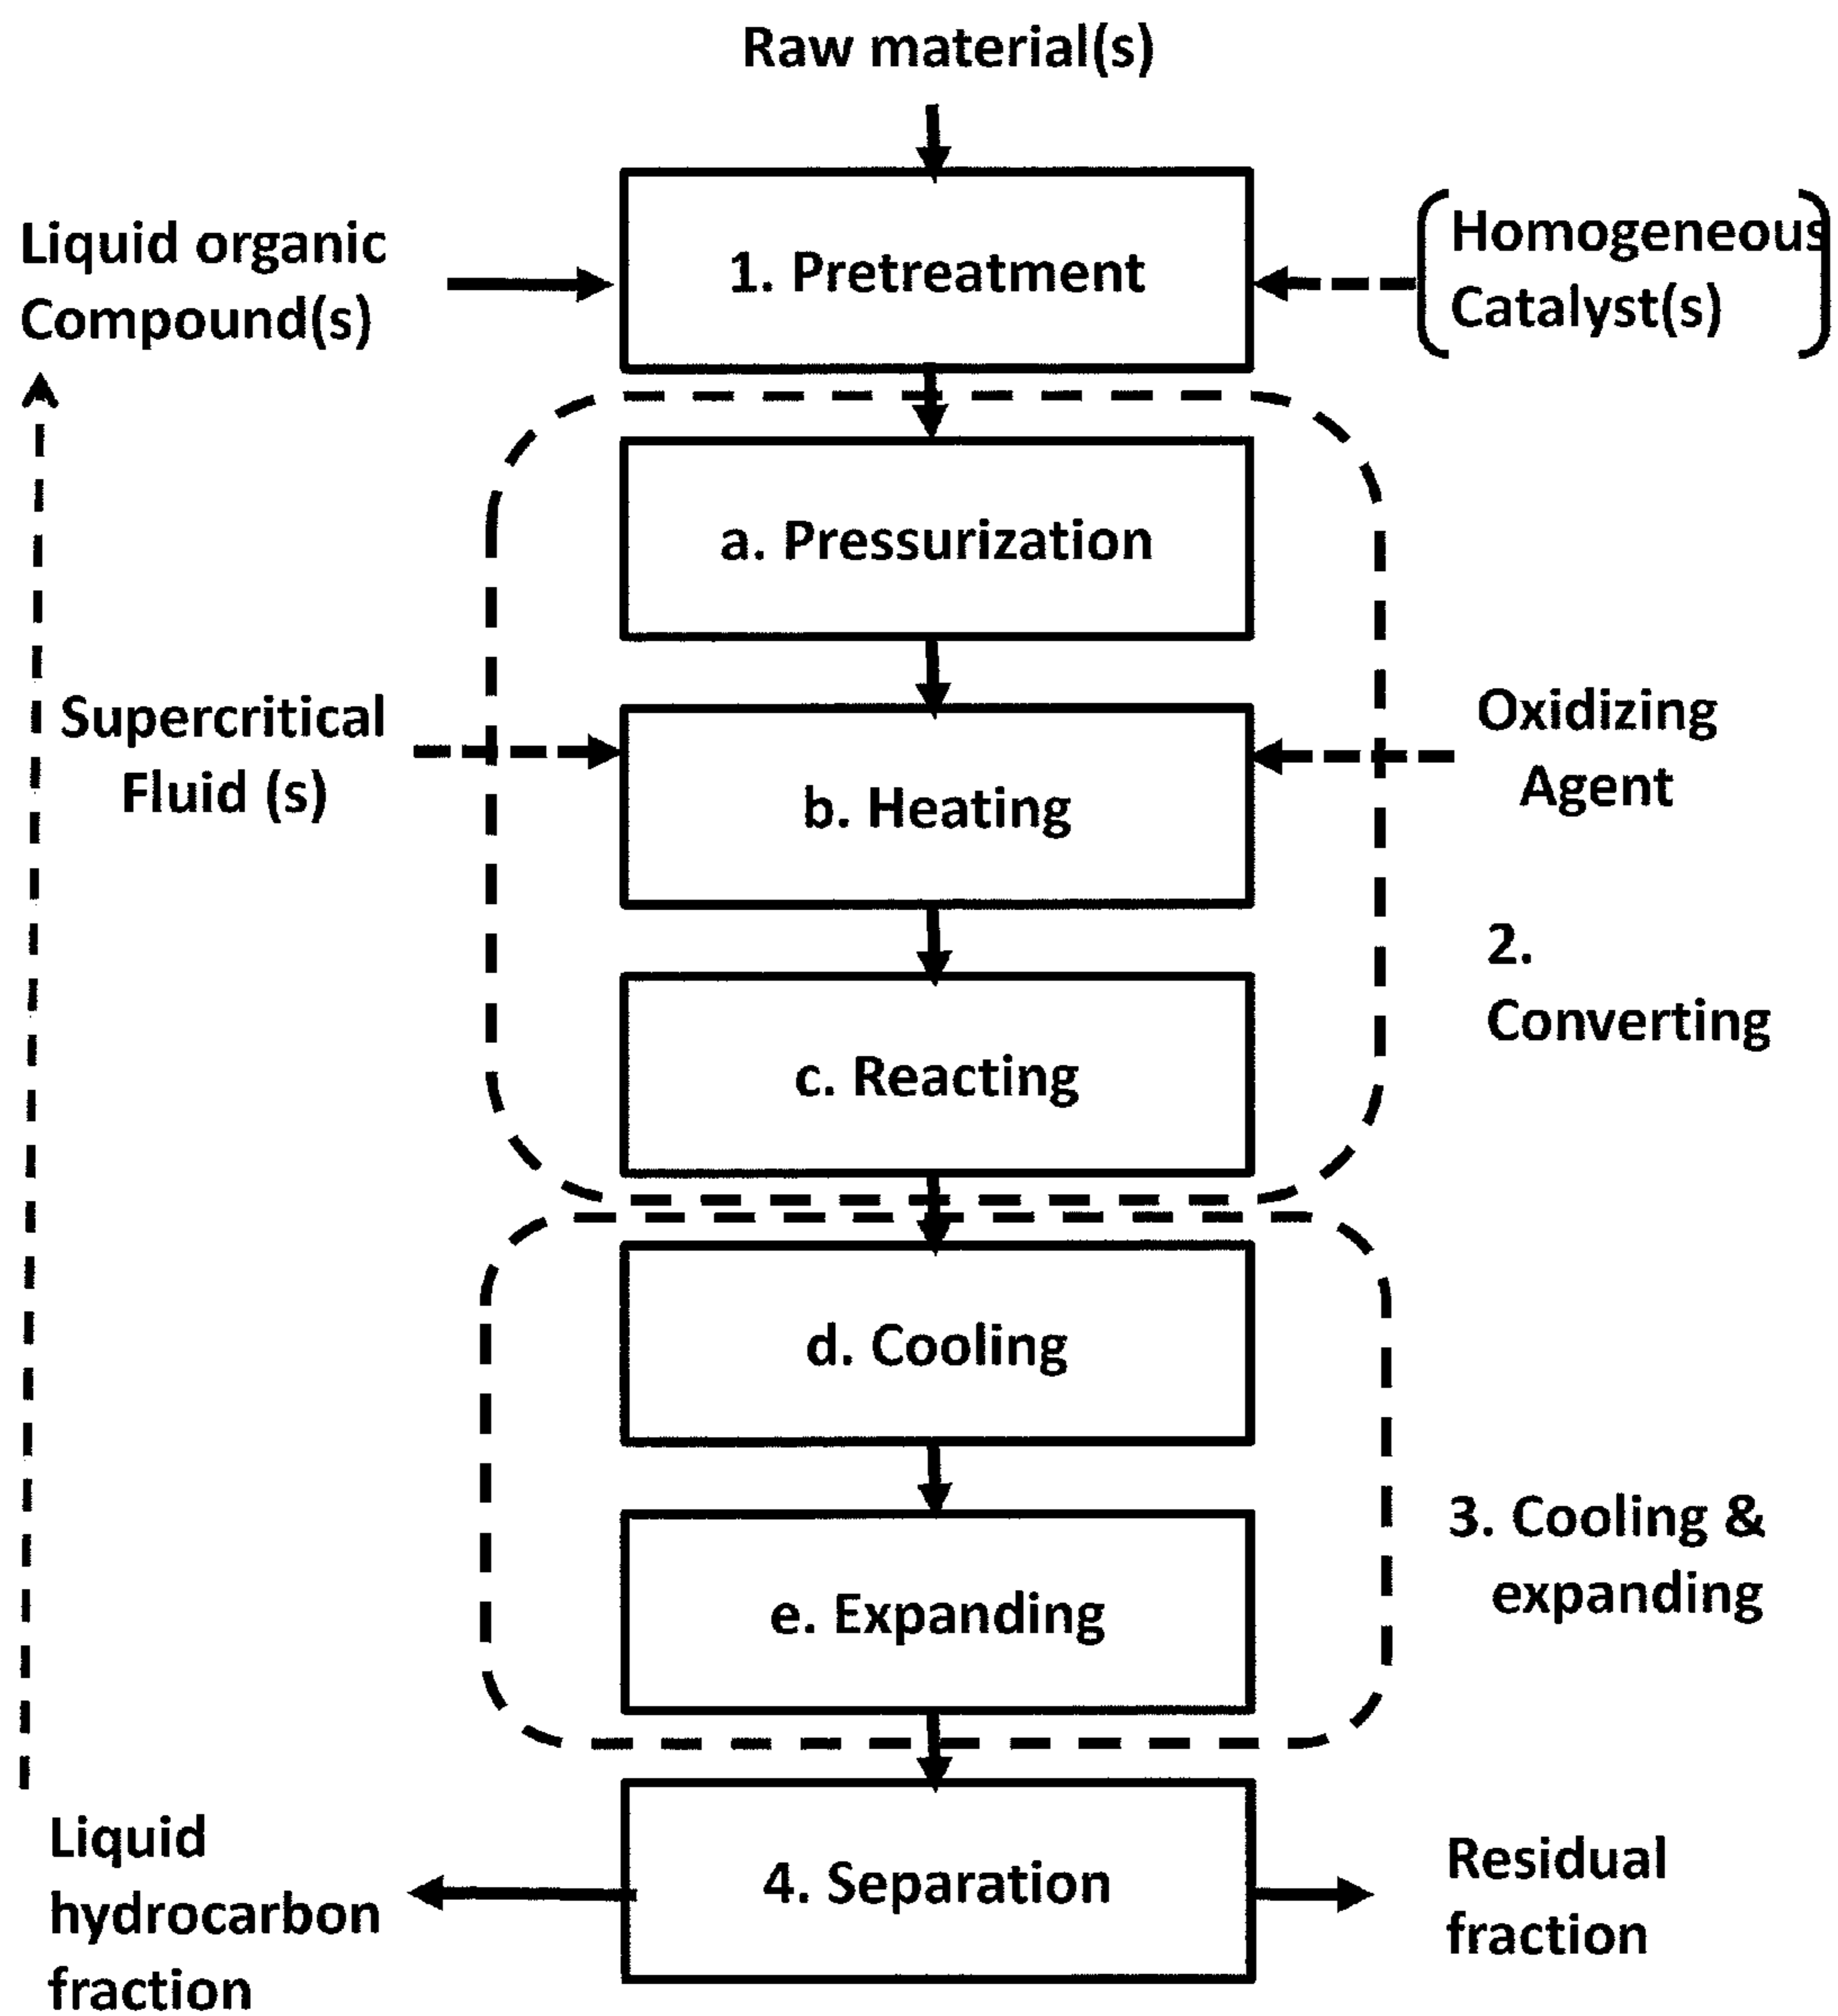 Raw material(s)
Liquid organic
Compound(s)
1. Pretreatment
Homogeneous
Catalyst(s)
a. Pressurization
Supercritical
Fluid (s)
b. Heating
Oxidizing
Agent
2.
Converting
c. Reacting
d. Cooling
3. Cooling &
expanding
e. Expanding
4. Separation
Liquid
hydrocarbon
fraction
Residual
fraction